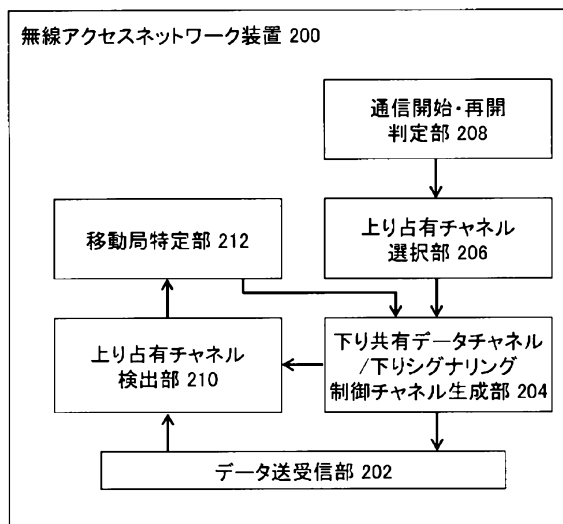 無線アクセスネットワーク装置 200
通信開始・再開
判定部 208
移動局特定部 212
上り占有チャネル
選択部 206
上り占有チャネル
検出部 210
下り共有データチャネル
/下りシグナリング
制御チャネル生成部 204
データ送受信部 202